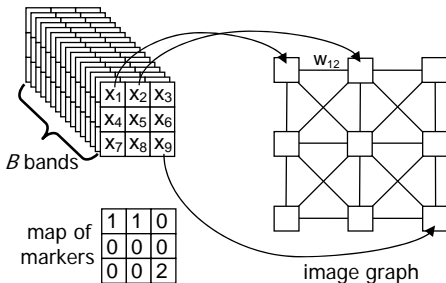 w₁₂
x₁ x₂ x₃
x₄ x₅ x₆
x₇ x₈ x₉
B bands
map of
markers
1 1 0
0 0 0
0 0 2
image graph